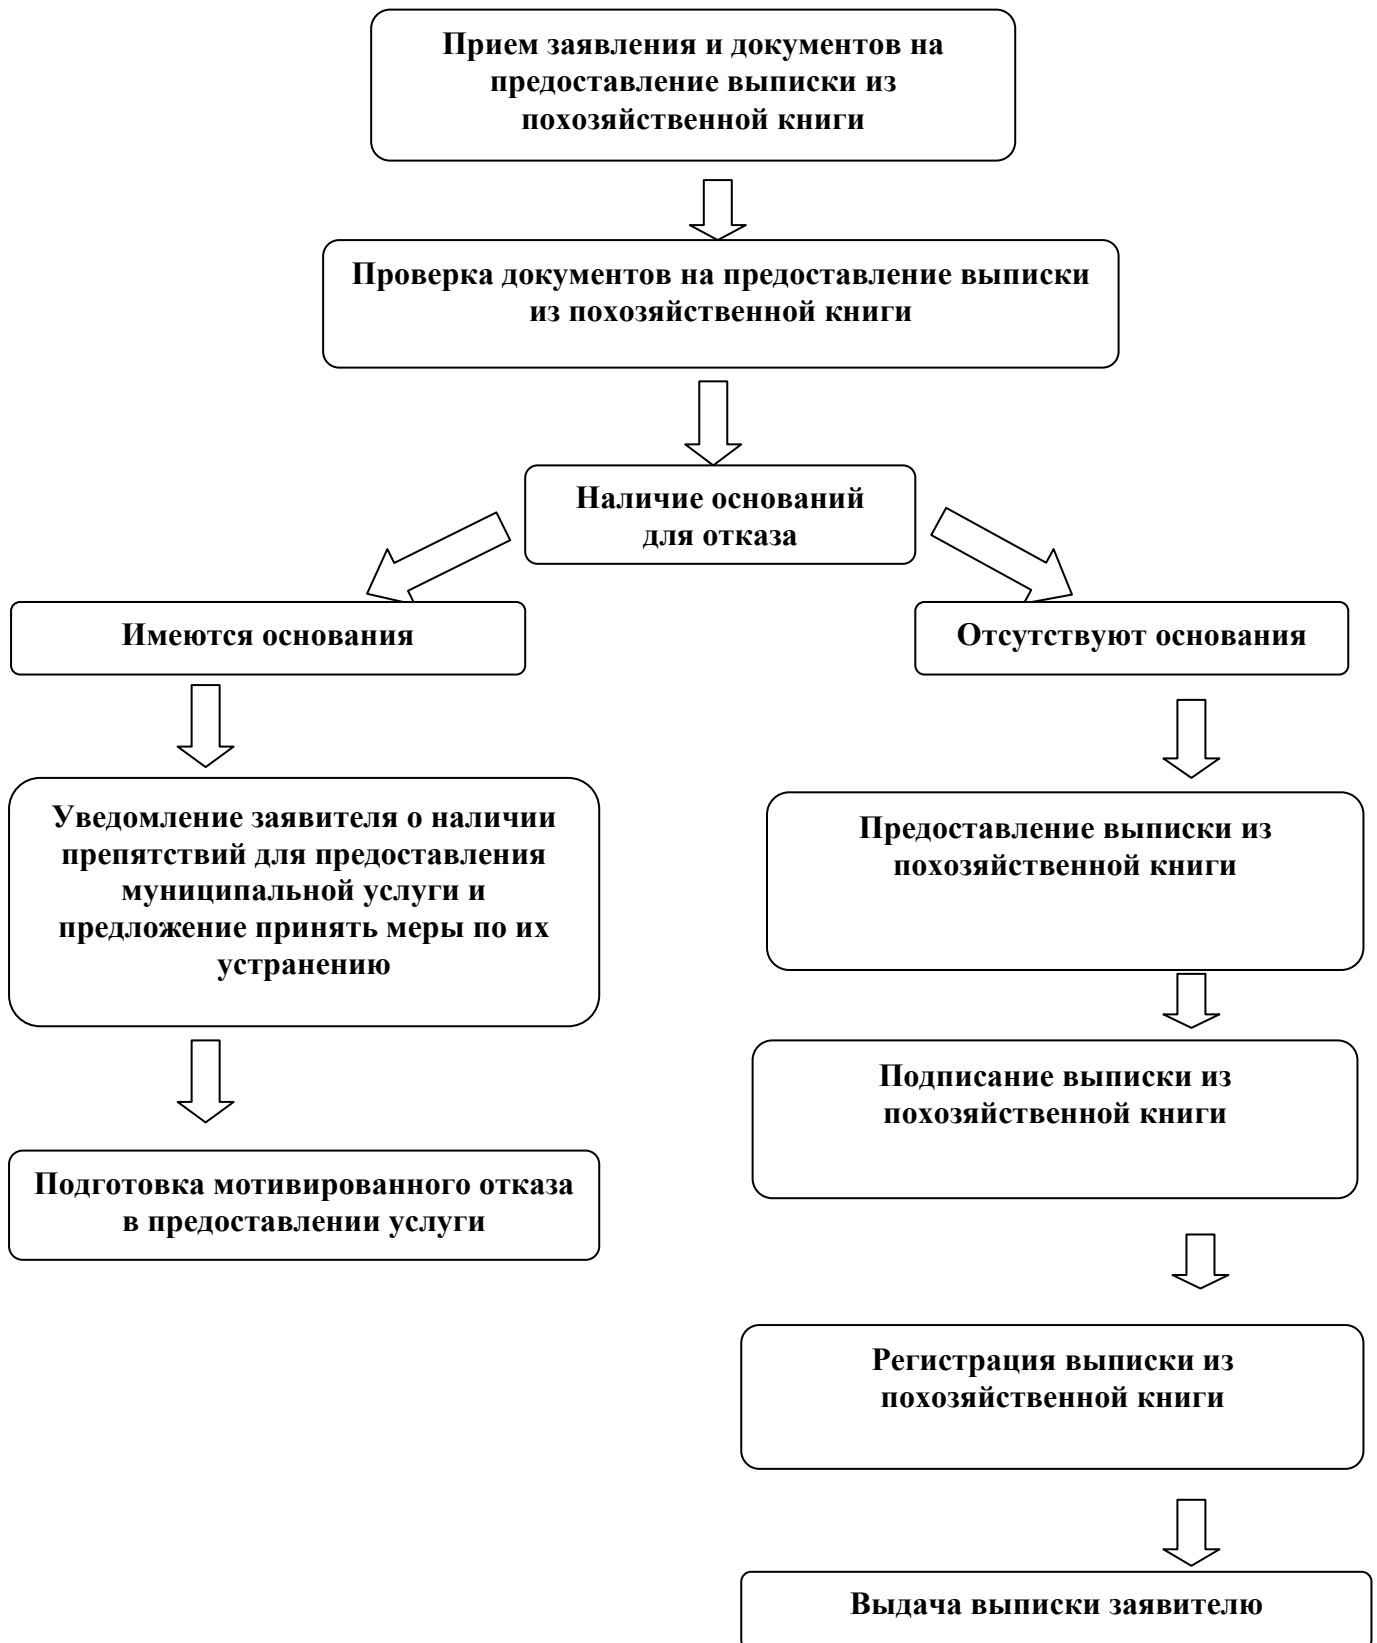 Прием заявления и документов на
предоставление выписки из
похозяйственной книги
Проверка документов на предоставление выписки
из похозяйственной книги
Наличие оснований
для отказа
Имеются основания
Отсутствуют основания
Уведомление заявителя о наличии
препятствий для предоставления
муниципальной услуги и
предложение принять меры по их
устранению
Подготовка мотивированного отказа
в предоставлении услуги
Предоставление выписки из
похозяйственной книги
Подписание выписки из
похозяйственной книги
Регистрация выписки из
похозяйственной книги
Выдача выписки заявителю